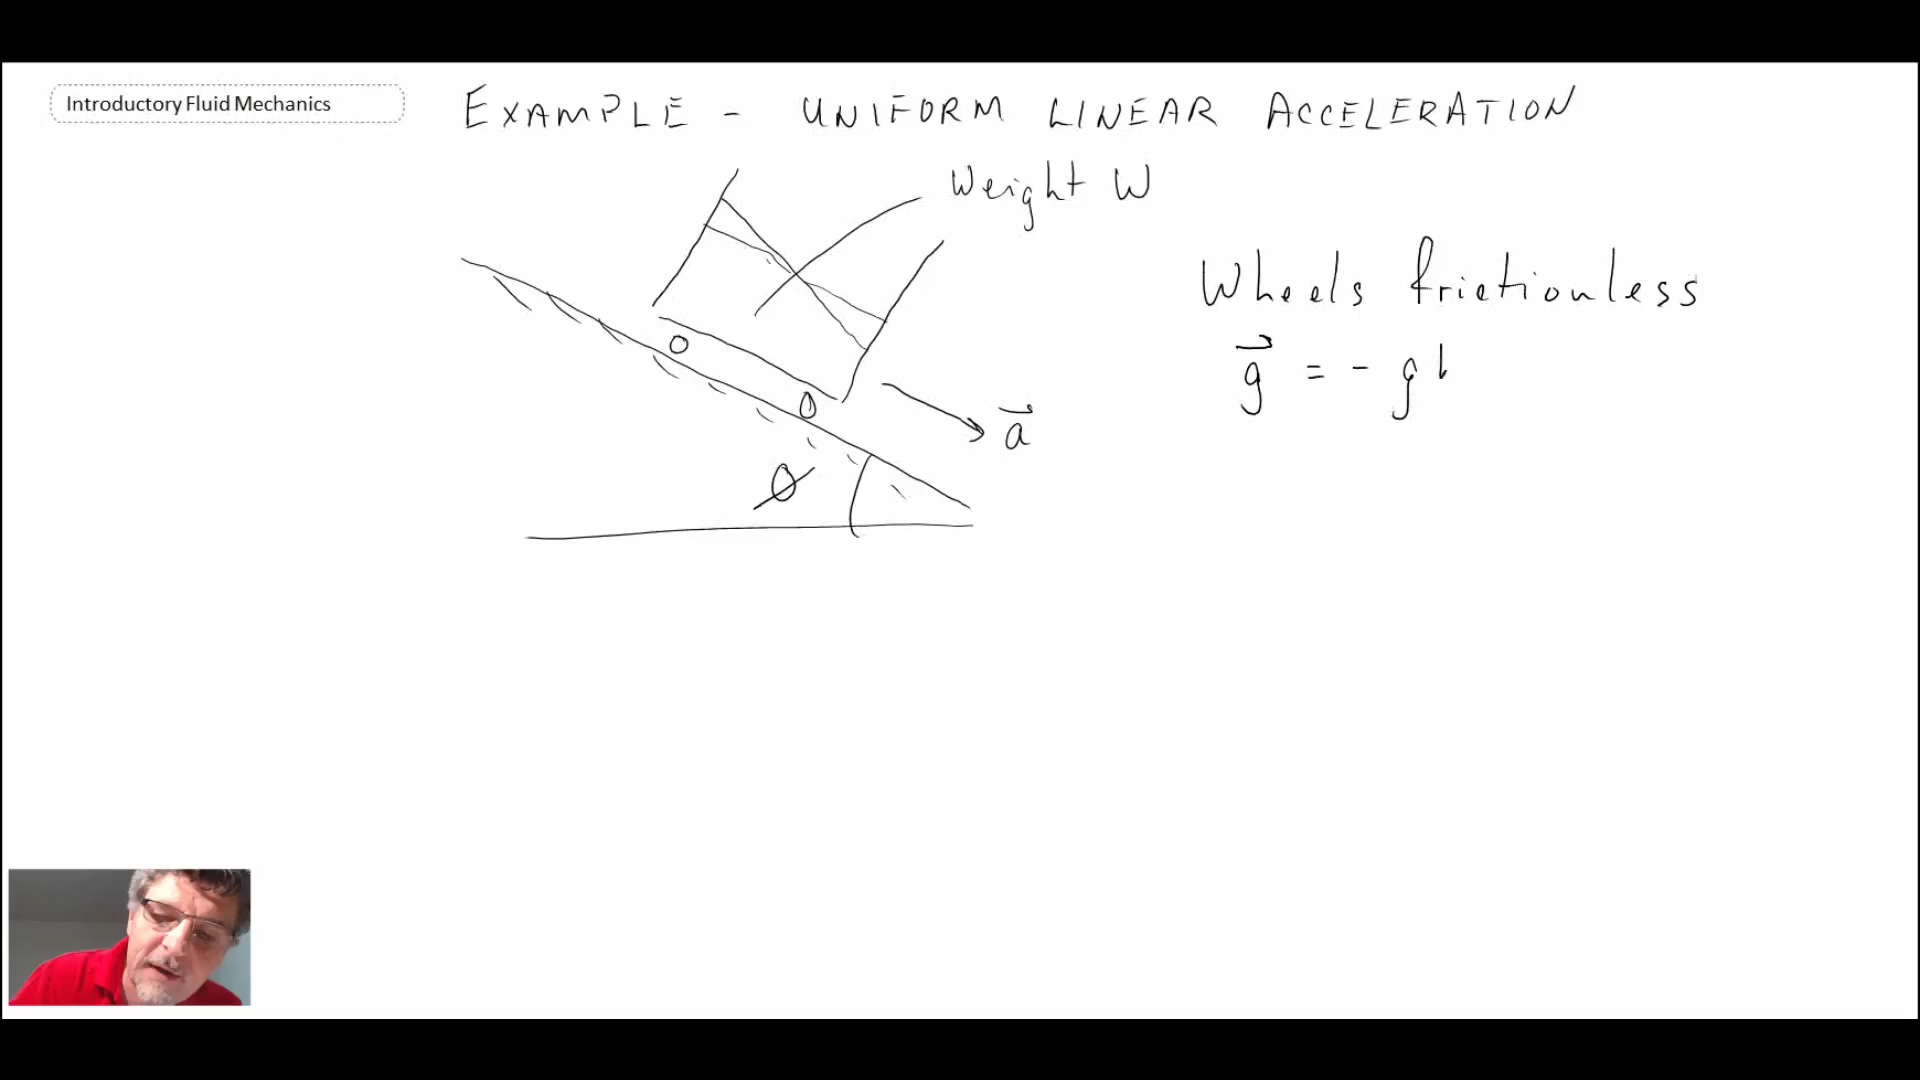 Introductory Fluid Mechanics
EXAMPLE - UNIFORM LINEAR ACCELERATION
Weight W
Wheels frictionless
g⃗ = - g
a⃗
Ø